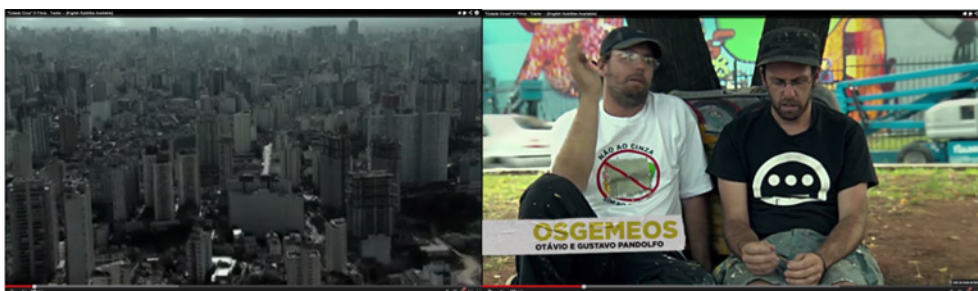 "Cidade Cinza" O Filme - Trailer - (English Subtitles Available)
"Cidade Cinza" O Filme - Trailer - (English Subtitles Available)
NÃO AO CINZA
OSGEMEOS
OTÁVIO E GUSTAVO PANDOLFO